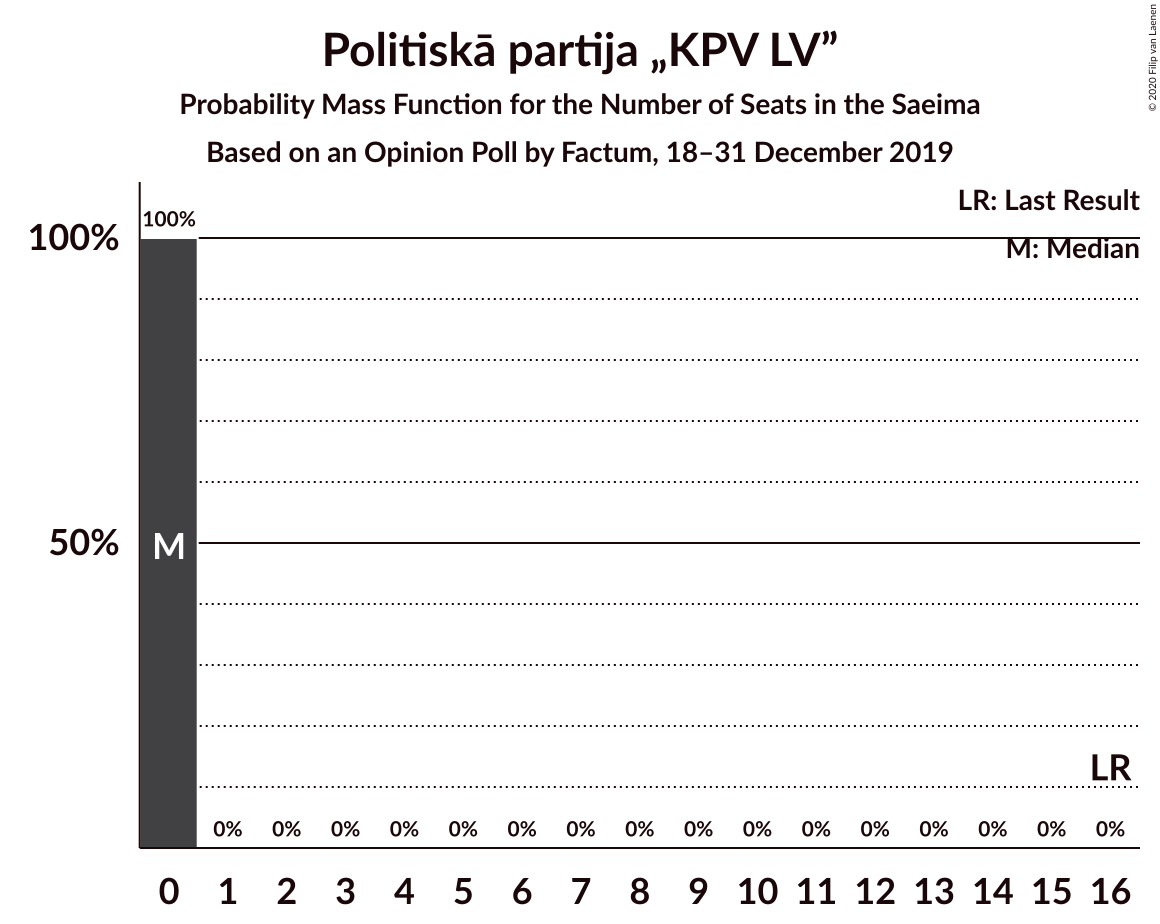 Politiskā partija „KPV LV”
Probability Mass Function for the Number of Seats in the Saeima
Based on an Opinion Poll by Factum, 18–31 December 2019
© 2020 Filip van Laenen
LR: Last Result
M: Median
100%
100%
50%
M
LR
0% 0% 0% 0% 0% 0% 0% 0% 0% 0% 0% 0% 0% 0% 0% 0%
0 1 2 3 4 5 6 7 8 9 10 11 12 13 14 15 16